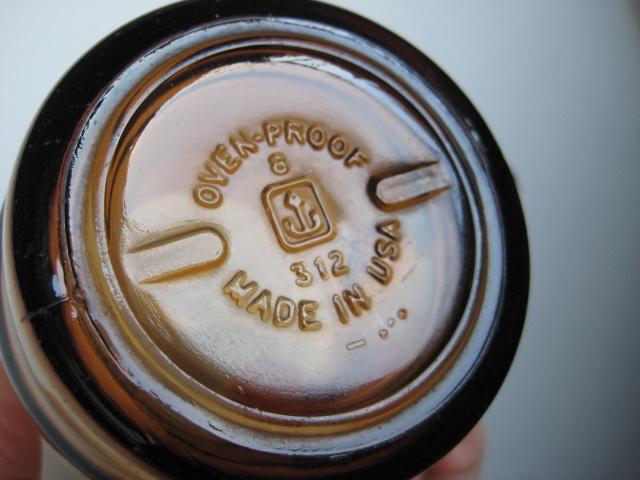 OVEN-PROOF
8
312
MADE IN USA